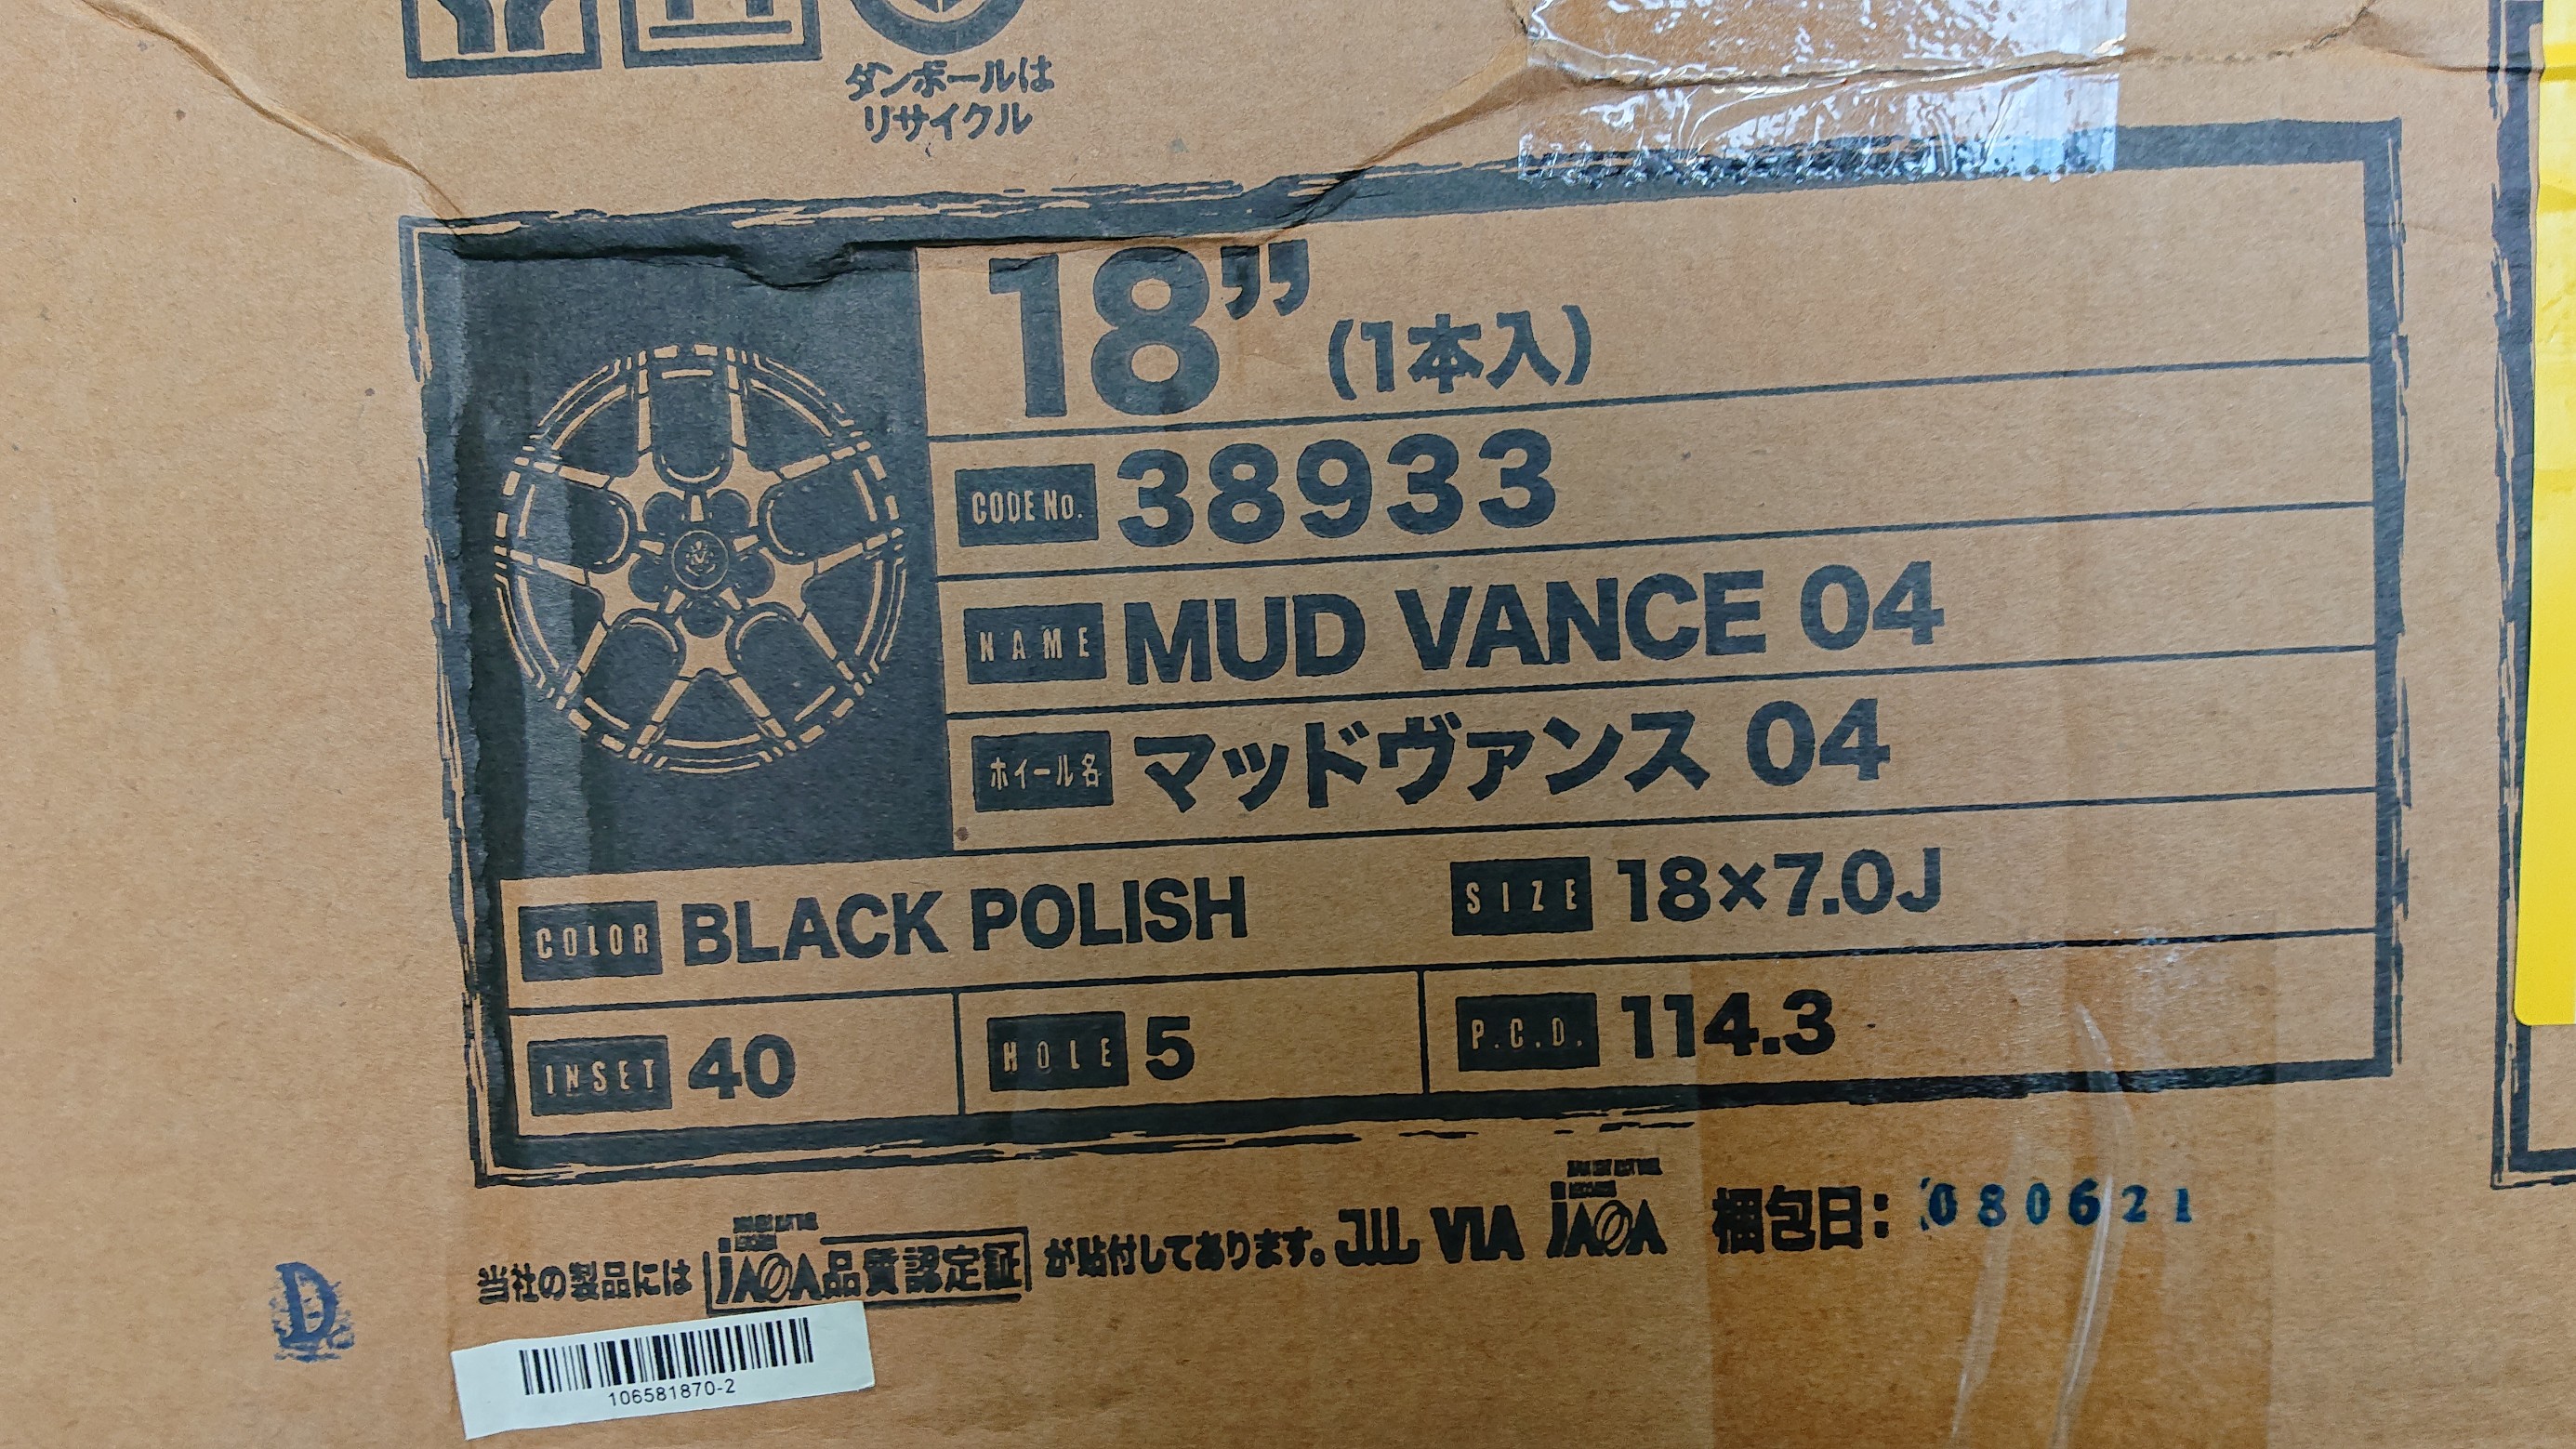 ダンボールは
リサイクル
18” (1本入)
CODE No. 38933
NAME MUD VANCE 04
ホイール名 マッドヴァンス 04
COLOR BLACK POLISH SIZE 18×7.0J
INSET 40 HOLE 5 P.C.D. 114.3
当社の製品には JAWA品質認定証 が貼付してあります。 JWL VIA JAWA 梱包日: 080621
D
106581870-2